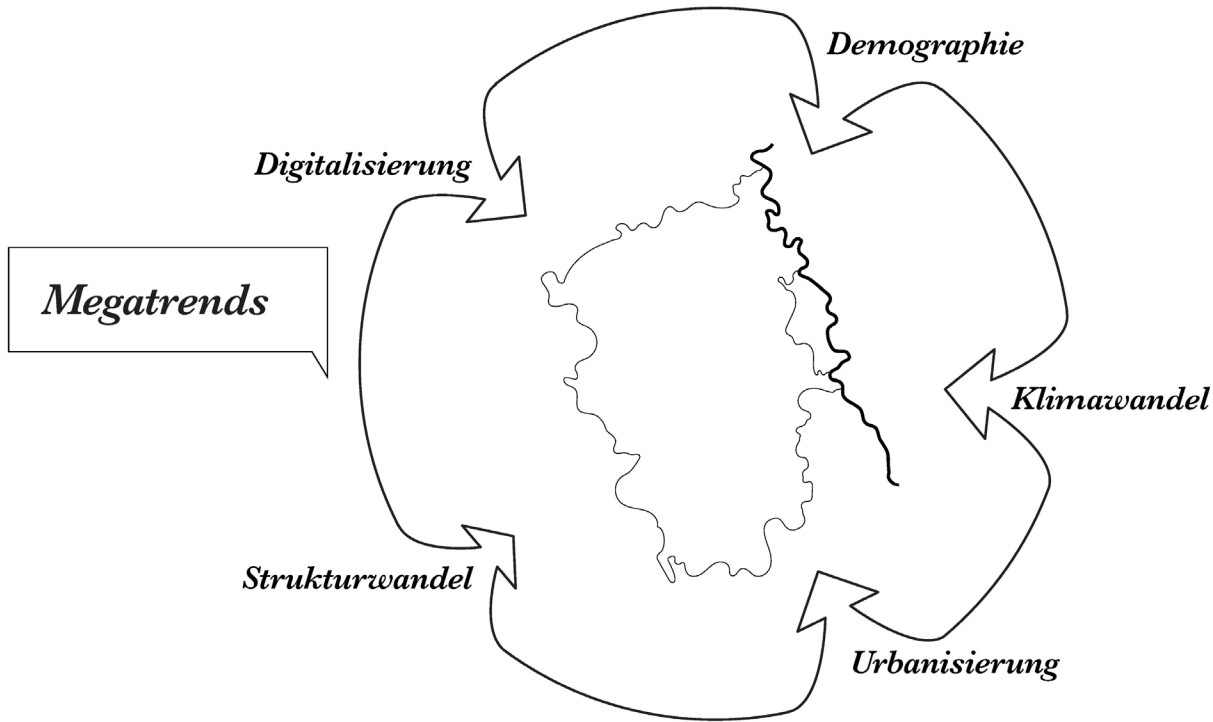 Demographie
Digitalisierung
Megatrends
Klimawandel
Strukturwandel
Urbanisierung